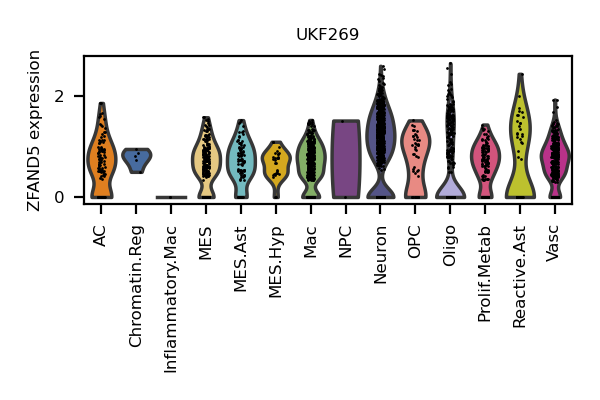 UKF269
ZFAND5 expression
2
0
AC
Chromatin.Reg
Inflammatory.Mac
MES
MES.Ast
MES.Hyp
Mac
NPC
Neuron
OPC
Oligo
Prolif.Metab
Reactive.Ast
Vasc